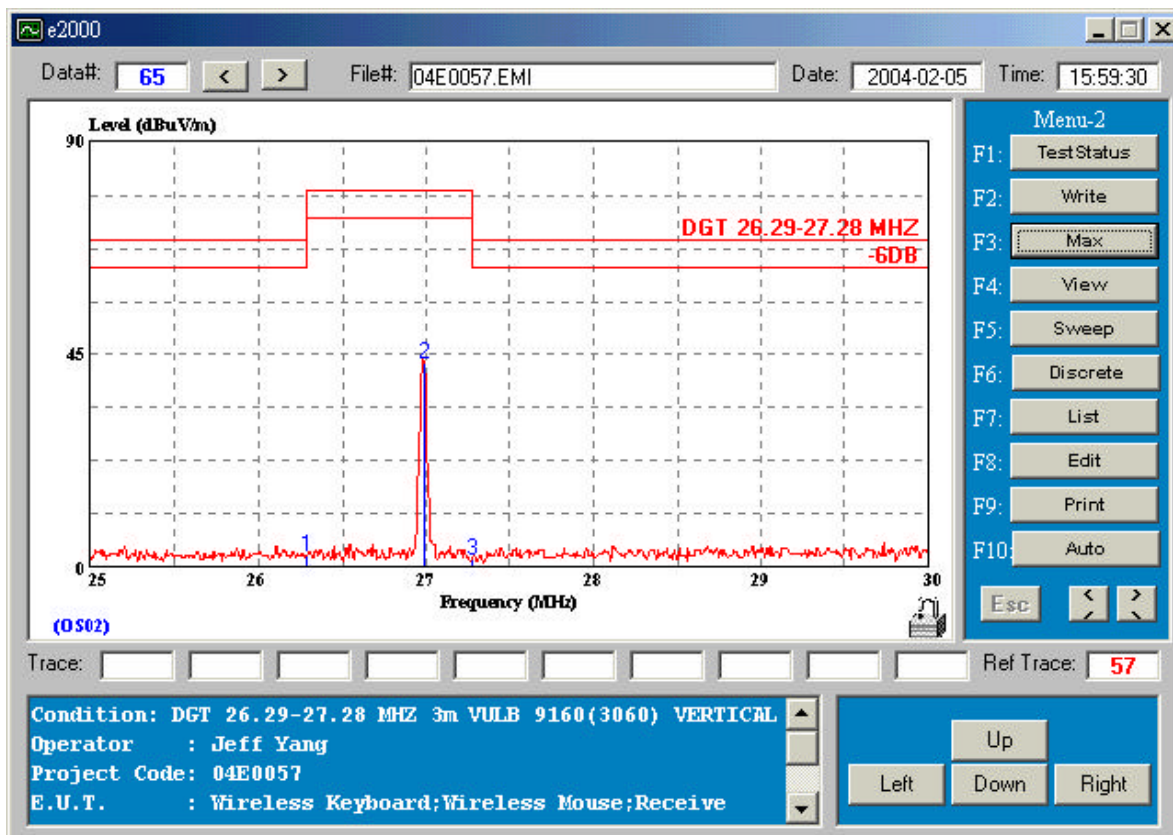 e2000
Data#: 65 < > File#: 04E0057.EMI Date: 2004-02-05 Time: 15:59:30
Level (dBuV/m)
90
45
0
DGT 26.29-27.28 MHZ
-6DB
1
2
3
25 26 27 28 29 30
Frequency (MHz)
(OS02)
Menu-2
F1: TestStatus
F2: Write
F3: Max
F4: View
F5: Sweep
F6: Discrete
F7: List
F8: Edit
F9: Print
F10: Auto
Esc
Trace: Ref Trace: 57
Condition: DGT 26.29-27.28 MHZ 3m VULB 9160(3060) VERTICAL
Operator : Jeff Yang
Project Code: 04E0057
E.U.T. : Wireless Keyboard;Wireless Mouse;Receive
Up
Left Down Right